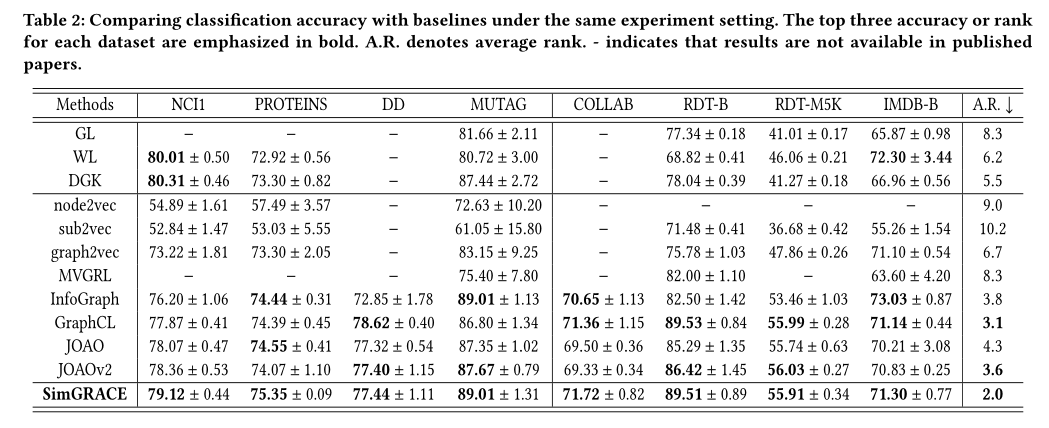 Table 2: Comparing classification accuracy with baselines under the same experiment setting. The top three accuracy or rank
for each dataset are emphasized in bold. A.R. denotes average rank. - indicates that results are not available in published
papers.
Methods NCI1 PROTEINS DD MUTAG COLLAB RDT-B RDT-M5K IMDB-B A.R. ↓
GL – – – 81.66 ± 2.11 – 77.34 ± 0.18 41.01 ± 0.17 65.87 ± 0.98 8.3
WL 80.01 ± 0.50 72.92 ± 0.56 – 80.72 ± 3.00 – 68.82 ± 0.41 46.06 ± 0.21 72.30 ± 3.44 6.2
DGK 80.31 ± 0.46 73.30 ± 0.82 – 87.44 ± 2.72 – 78.04 ± 0.39 41.27 ± 0.18 66.96 ± 0.56 5.5
node2vec 54.89 ± 1.61 57.49 ± 3.57 – 72.63 ± 10.20 – – – – 9.0
sub2vec 52.84 ± 1.47 53.03 ± 5.55 – 61.05 ± 15.80 – 71.48 ± 0.41 36.68 ± 0.42 55.26 ± 1.54 10.2
graph2vec 73.22 ± 1.81 73.30 ± 2.05 – 83.15 ± 9.25 – 75.78 ± 1.03 47.86 ± 0.26 71.10 ± 0.54 6.7
MVGRL – – – 75.40 ± 7.80 – 82.00 ± 1.10 – 63.60 ± 4.20 8.3
InfoGraph 76.20 ± 1.06 74.44 ± 0.31 72.85 ± 1.78 89.01 ± 1.13 70.65 ± 1.13 82.50 ± 1.42 53.46 ± 1.03 73.03 ± 0.87 3.8
GraphCL 77.87 ± 0.41 74.39 ± 0.45 78.62 ± 0.40 86.80 ± 1.34 71.36 ± 1.15 89.53 ± 0.84 55.99 ± 0.28 71.14 ± 0.44 3.1
JOAO 78.07 ± 0.47 74.55 ± 0.41 77.32 ± 0.54 87.35 ± 1.02 69.50 ± 0.36 85.29 ± 1.35 55.74 ± 0.63 70.21 ± 3.08 4.3
JOAOv2 78.36 ± 0.53 74.07 ± 1.10 77.40 ± 1.15 87.67 ± 0.79 69.33 ± 0.34 86.42 ± 1.45 56.03 ± 0.27 70.83 ± 0.25 3.6
SimGRACE 79.12 ± 0.44 75.35 ± 0.09 77.44 ± 1.11 89.01 ± 1.31 71.72 ± 0.82 89.51 ± 0.89 55.91 ± 0.34 71.30 ± 0.77 2.0